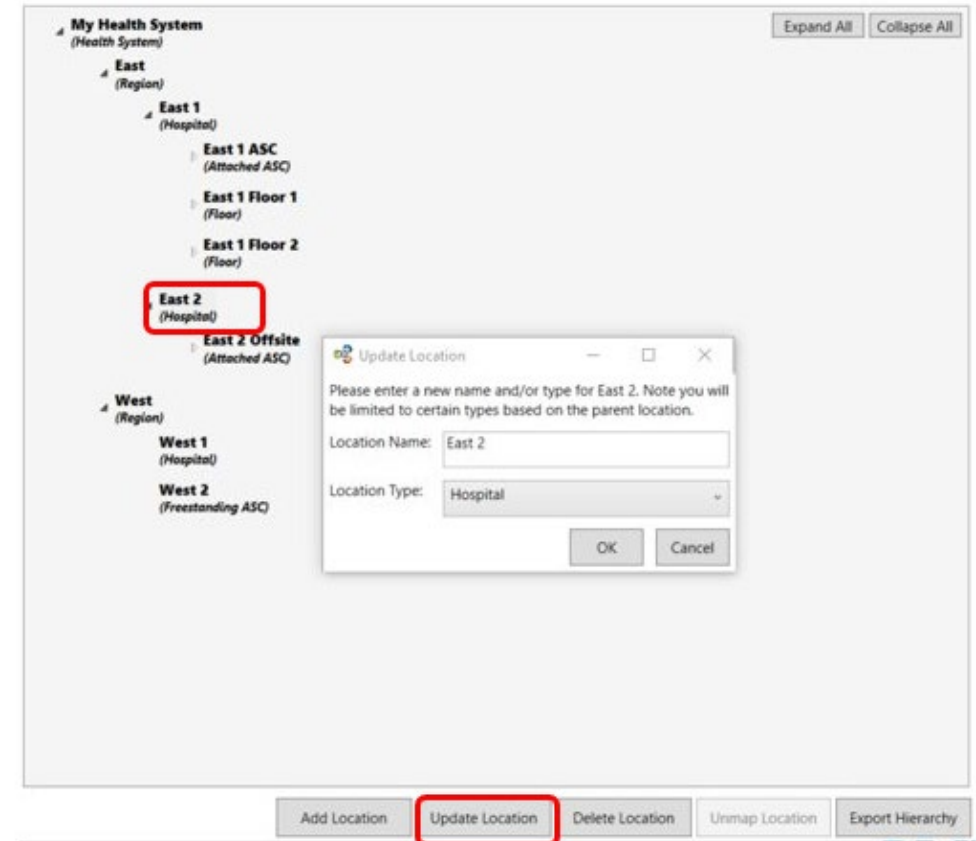 My Health System
(Health System)
Expand All
Collapse All
East
(Region)
East 1
(Hospital)
East 1 ASC
(Attached ASC)
East 1 Floor 1
(Floor)
East 1 Floor 2
(Floor)
East 2
(Hospital)
East 2 Offsite
(Attached ASC)
West
(Region)
West 1
(Hospital)
West 2
(Freestanding ASC)
Update Location
Please enter a new name and/or type for East 2. Note you will
be limited to certain types based on the parent location.
Location Name: East 2
Location Type: Hospital
OK
Cancel
Add Location
Update Location
Delete Location
Unmap Location
Export Hierarchy